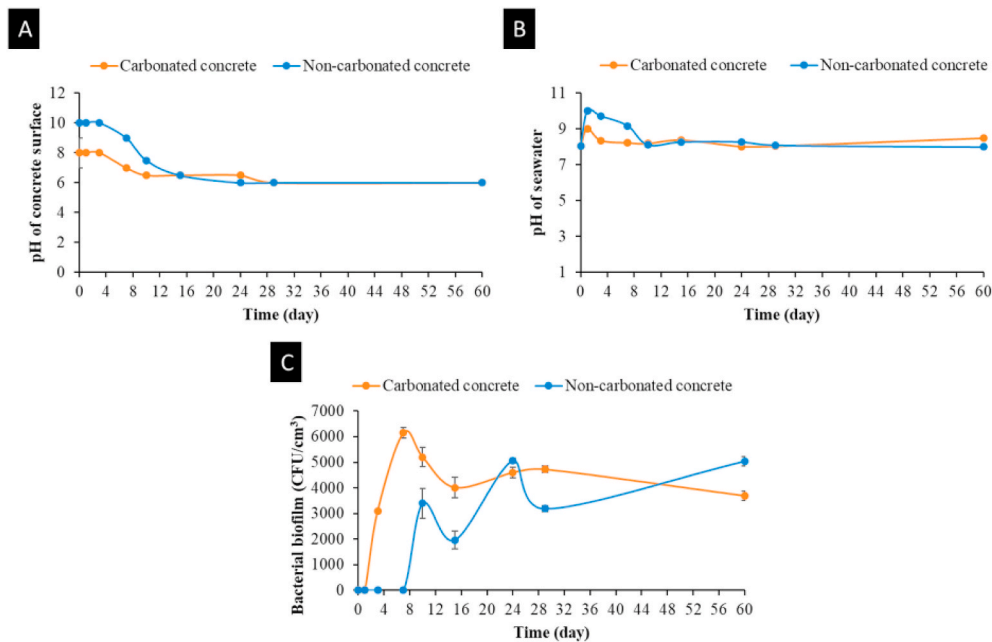 A
Carbonated concrete Non-carbonated concrete
pH of concrete surface
12
10
8
6
4
2
0
0 4 8 12 16 20 24 28 32 36 40 44 48 52 56 60
Time (day)
B
Carbonated concrete Non-carbonated concrete
pH of seawater
11
9
7
5
3
1
0 4 8 12 16 20 24 28 32 36 40 44 48 52 56 60
Time (day)
C
Carbonated concrete Non-carbonated concrete
Bacterial biofilm (CFU/cm³)
7000
6000
5000
4000
3000
2000
1000
0
0 4 8 12 16 20 24 28 32 36 40 44 48 52 56 60
Time (day)